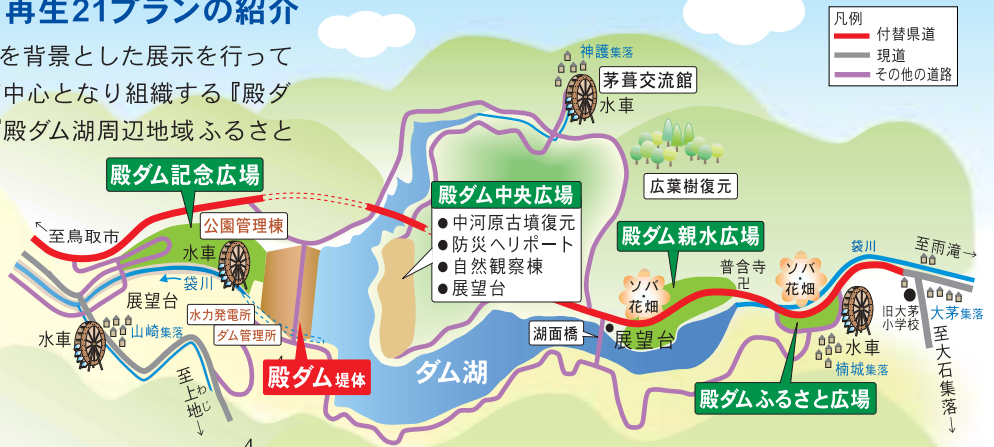 再生21プランの紹介
を背景とした展示を行って
中心となり組織する『殿ダ
殿ダム湖周辺地域ふるさと
凡例
付替県道
現道
その他の道路
神護集落
茅葺交流館
水車
広葉樹復元
殿ダム記念広場
公園管理棟
水車
至鳥取市
袋川
展望台
水力発電所
ダム管理所
水車
山崎集落
至上地
わじ
殿ダム堤体
ダム湖
殿ダム中央広場
●中河原古墳復元
●防災ヘリポート
●自然観察棟
●展望台
殿ダム親水広場
ソバ
・
花畑
普含寺
卍
展望台
湖面橋
ソバ
・
花畑
袋川
至雨滝
旧大茅
小学校
大茅集落
水車
楠城集落
至大石集落
殿ダムふるさと広場